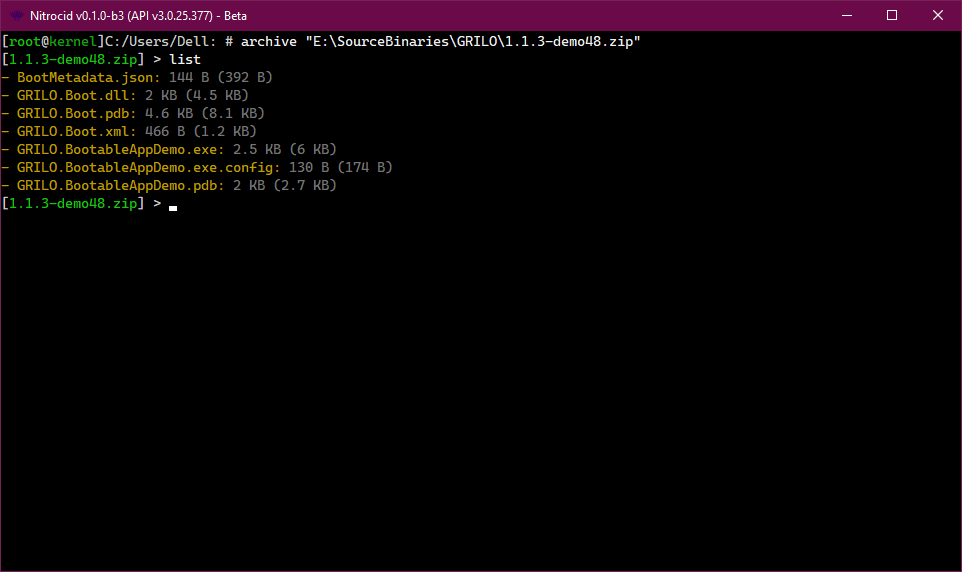 Nitrocid v0.1.0-b3 (API v3.0.25.377) - Beta
[root@kernel]C:/Users/Dell: # archive "E:\SourceBinaries\GRILO\1.1.3-demo48.zip"
[1.1.3-demo48.zip] > list
- BootMetadata.json: 144 B (392 B)
- GRILO.Boot.dll: 2 KB (4.5 KB)
- GRILO.Boot.pdb: 4.6 KB (8.1 KB)
- GRILO.Boot.xml: 466 B (1.2 KB)
- GRILO.BootableAppDemo.exe: 2.5 KB (6 KB)
- GRILO.BootableAppDemo.exe.config: 130 B (174 B)
- GRILO.BootableAppDemo.pdb: 2 KB (2.7 KB)
[1.1.3-demo48.zip] >